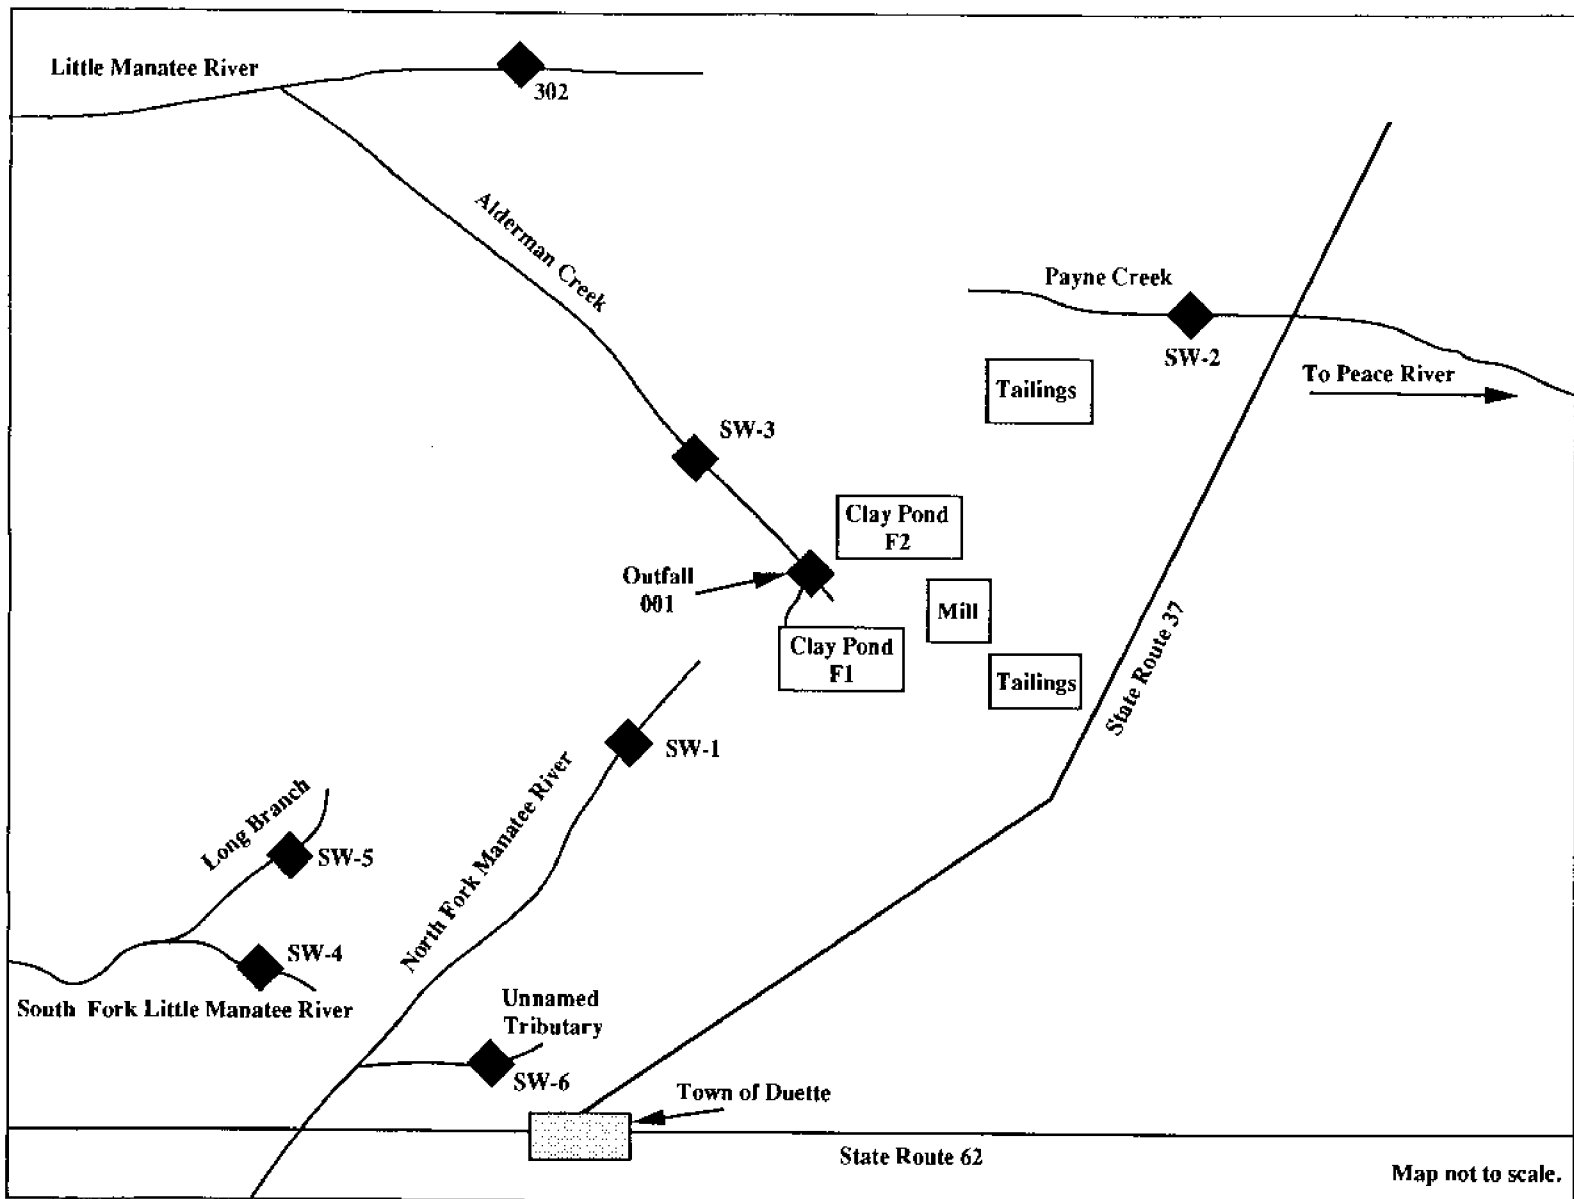 Little Manatee River
302
Alderman Creek
Payne Creek
SW-2
To Peace River
Tailings
SW-3
Clay Pond
F2
Outfall
001
Mill
Clay Pond
F1
Tailings
State Route 37
SW-1
North Fork Manatee River
Long Branch
SW-5
SW-4
South Fork Little Manatee River
Unnamed
Tributary
SW-6
Town of Duette
State Route 62
Map not to scale.